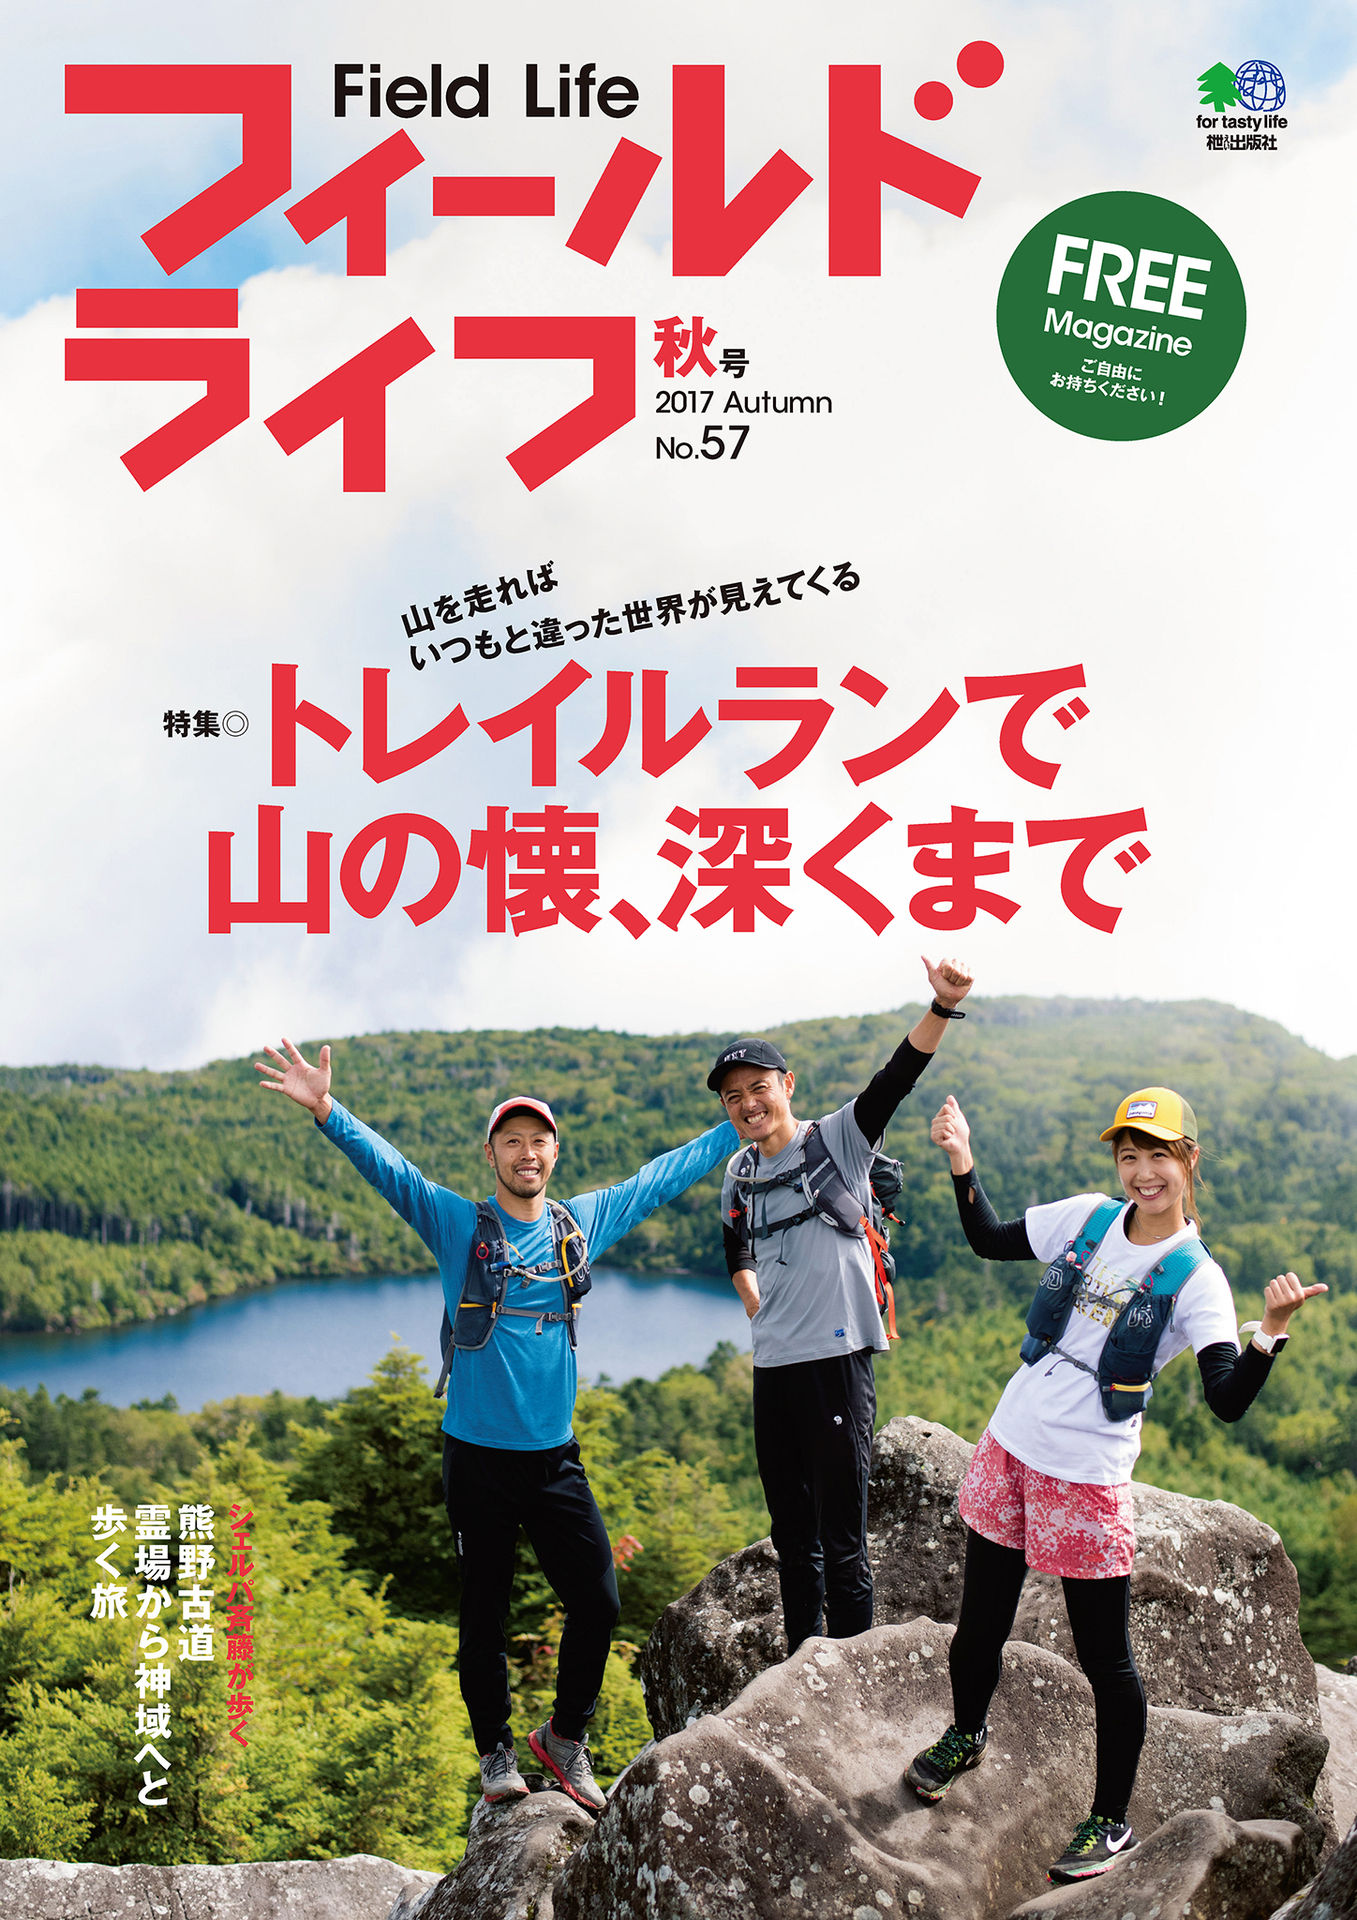 Field Life
フィールド
ライフ
秋号
2017 Autumn
No.57
for tasty life
枻出版社
FREE
Magazine
ご自由に
お持ちください!
山を走れば
いつもと違った世界が見えてくる
特集◎
トレイルランで
山の懐、深くまで
シェルパ斉藤が歩く
熊野古道
霊場から神域へと
歩く旅